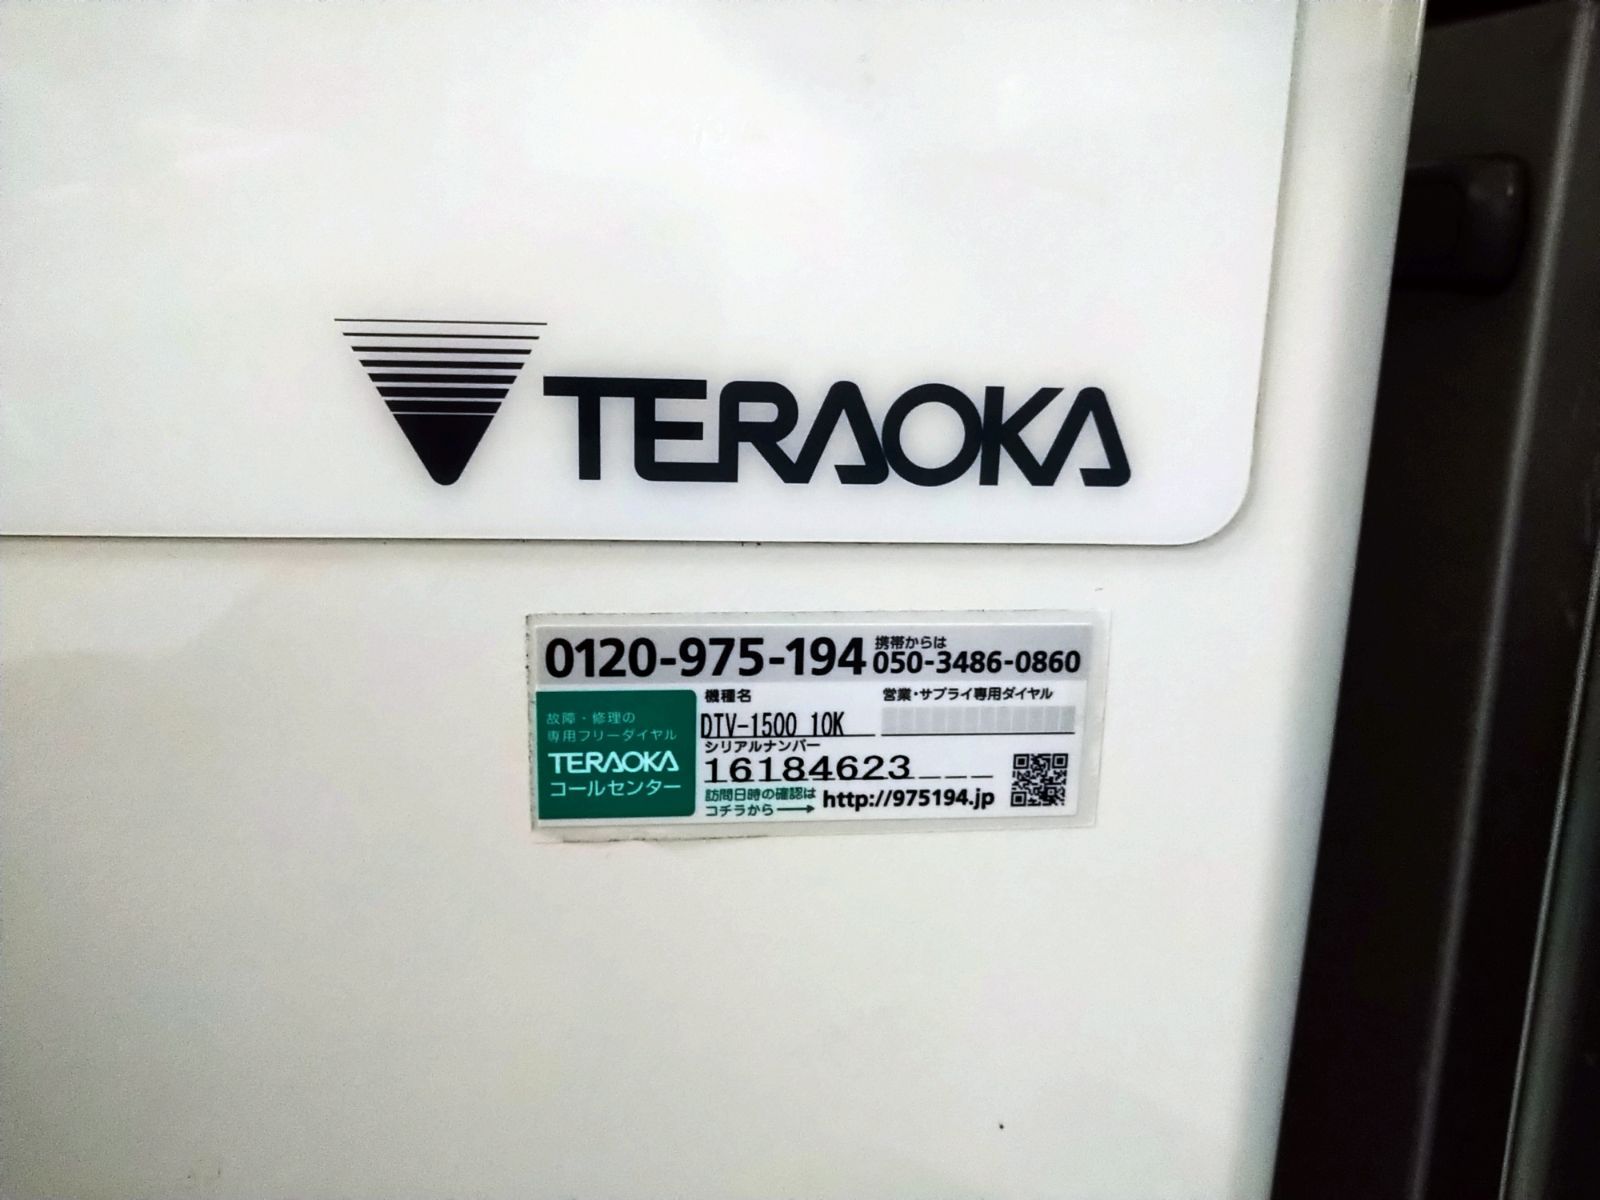 TERAOKA
0120-975-194 携帯からは 050-3486-0860
故障・修理の
専用フリーダイヤル
TERAOKA
コールセンター
機種名
DTV-1500 10K
営業・サプライ専用ダイヤル
シリアルナンバー
16184623
訪問日時の確認は
コチラから
http://975194.jp